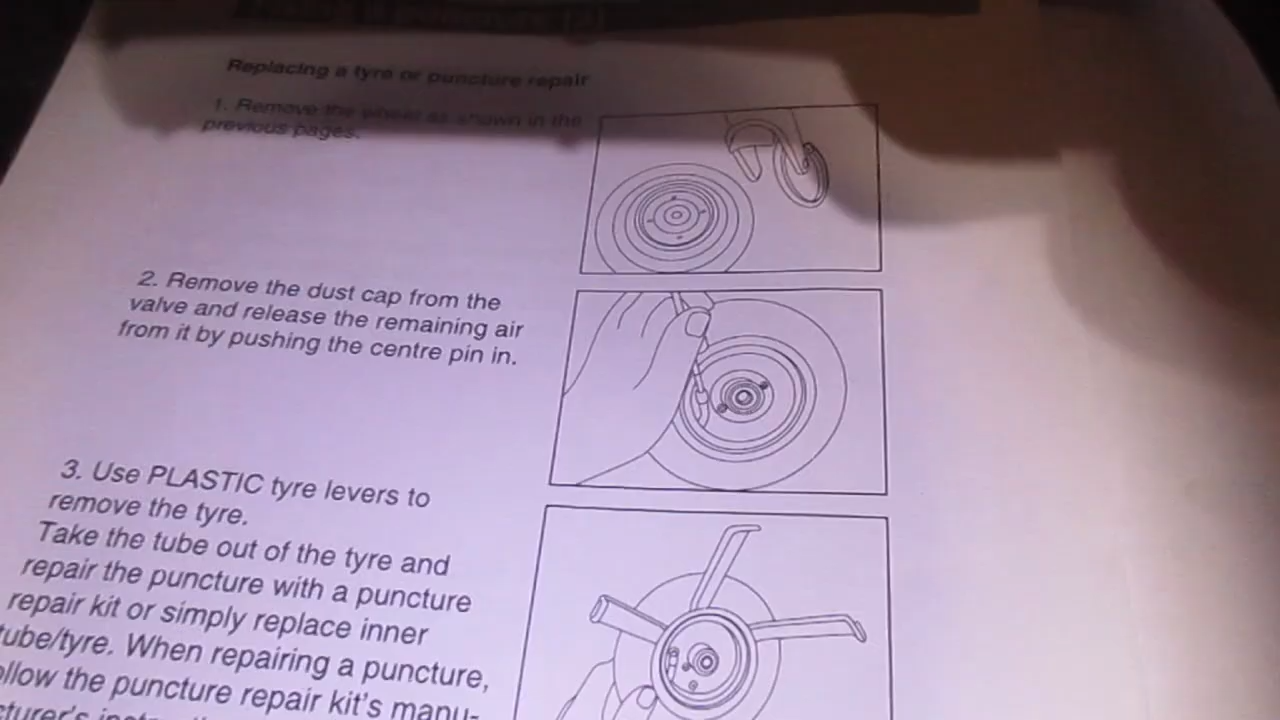 Replacing a tyre or puncture repair
1. Remove the wheel as shown in the
previous pages.
2. Remove the dust cap from the
valve and release the remaining air
from it by pushing the centre pin in.
3. Use PLASTIC tyre levers to
remove the tyre.
Take the tube out of the tyre and
repair the puncture with a puncture
repair kit or simply replace inner
tube/tyre. When repairing a puncture,
ollow the puncture repair kit's manu-